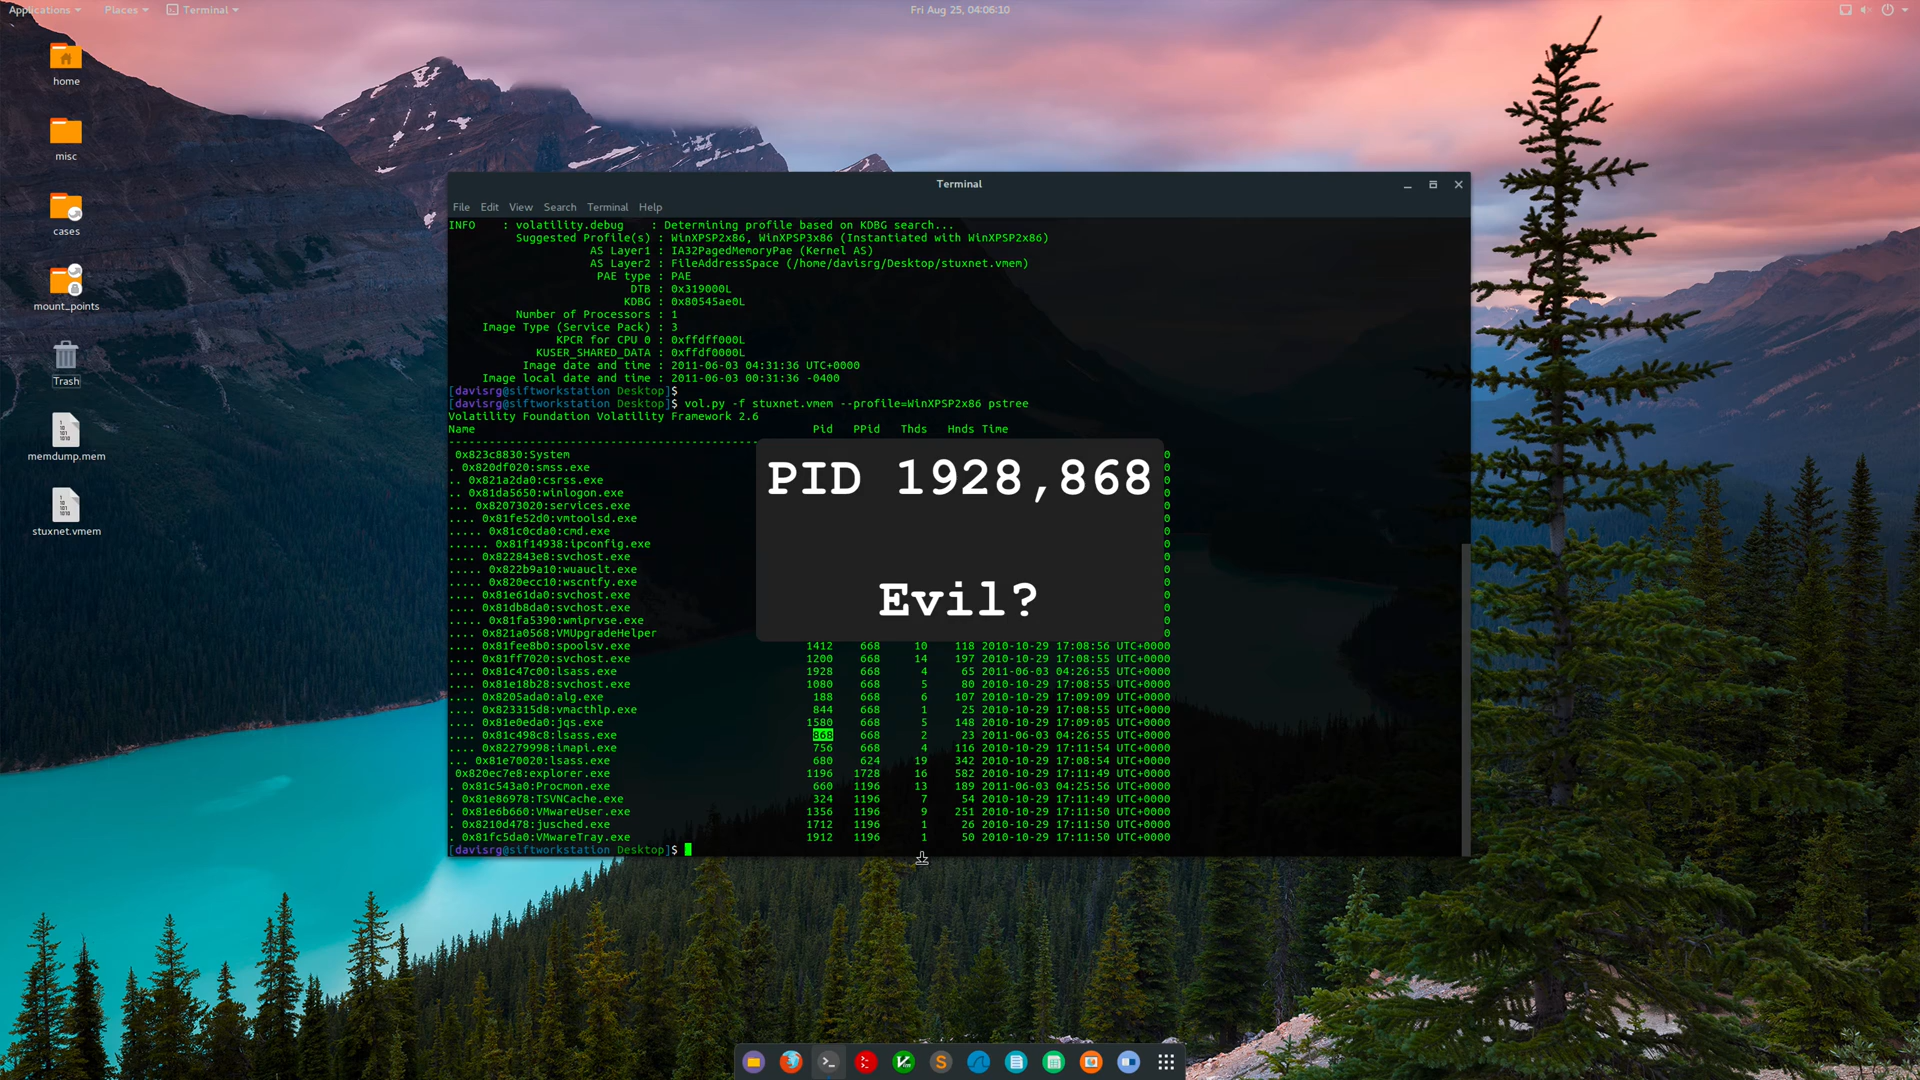 Applications Places Terminal Fri Aug 25, 04:06:10
home
misc
cases
mount_points
Trash
memdump.mem
stuxnet.vmem
Terminal
File Edit View Search Terminal Help
INFO    : volatility.debug    : Determining profile based on KDBG search...
Suggested Profile(s) : WinXPSP2x86, WinXPSP3x86 (Instantiated with WinXPSP2x86)
AS Layer1 : IA32PagedMemoryPae (Kernel AS)
AS Layer2 : FileAddressSpace (/home/davisrg/Desktop/stuxnet.vmem)
PAE type : PAE
DTB : 0x319000L
KDBG : 0x80545ae0L
Number of Processors : 1
Image Type (Service Pack) : 3
KPCR for CPU 0 : 0xffdff000L
KUSER_SHARED_DATA : 0xffdf0000L
Image date and time : 2011-06-03 04:31:36 UTC+0000
Image local date and time : 2011-06-03 00:31:36 -0400
[davisrg@siftworkstation Desktop]$
[davisrg@siftworkstation Desktop]$ vol.py -f stuxnet.vmem --profile=WinXPSP2x86 pstree
Volatility Foundation Volatility Framework 2.6
Name Pid PPid Thds Hnds Time
0x823c8830:System 0
. 0x820df020:smss.exe 0
.. 0x821a2da0:csrss.exe 0
.. 0x81da5650:winlogon.exe 0
... 0x82073020:services.exe 0
.... 0x81fe52d0:vmtoolsd.exe 0
..... 0x81c0cda0:cmd.exe 0
...... 0x81f14938:ipconfig.exe 0
.... 0x822843e8:svchost.exe 0
..... 0x822b9a10:wuauclt.exe 0
..... 0x820ecc10:wscntfy.exe 0
.... 0x81e61da0:svchost.exe 0
.... 0x81db8da0:svchost.exe 0
..... 0x81fa5390:wmiprvse.exe 0
.... 0x821a0568:VMUpgradeHelper 0
PID 1928,868
Evil?
.... 0x81fee8b0:spoolsv.exe 1412 668 10 118 2010-10-29 17:08:56 UTC+0000
.... 0x81ff7020:svchost.exe 1200 668 14 197 2010-10-29 17:08:55 UTC+0000
.... 0x81c47c00:lsass.exe 1928 668 4 65 2011-06-03 04:26:55 UTC+0000
.... 0x81e18b28:svchost.exe 1080 668 5 80 2010-10-29 17:08:55 UTC+0000
.... 0x8205ada0:alg.exe 188 668 6 107 2010-10-29 17:09:09 UTC+0000
.... 0x823315d8:vmacthlp.exe 844 668 1 25 2010-10-29 17:08:55 UTC+0000
.... 0x81e0eda0:jqs.exe 1580 668 5 148 2010-10-29 17:09:05 UTC+0000
.... 0x81c498c8:lsass.exe 868 668 2 23 2011-06-03 04:26:55 UTC+0000
.... 0x82279998:imapi.exe 756 668 4 116 2010-10-29 17:11:54 UTC+0000
... 0x81e70020:lsass.exe 680 624 19 342 2010-10-29 17:08:54 UTC+0000
0x820ec7e8:explorer.exe 1196 1728 16 582 2010-10-29 17:11:49 UTC+0000
. 0x81c543a0:Procmon.exe 660 1196 13 189 2011-06-03 04:25:56 UTC+0000
. 0x81e86978:TSVNCache.exe 324 1196 7 54 2010-10-29 17:11:49 UTC+0000
. 0x81e6b660:VMwareUser.exe 1356 1196 9 251 2010-10-29 17:11:50 UTC+0000
. 0x8210d478:jusched.exe 1712 1196 1 26 2010-10-29 17:11:50 UTC+0000
. 0x81fc5da0:VMwareTray.exe 1912 1196 1 50 2010-10-29 17:11:50 UTC+0000
[davisrg@siftworkstation Desktop]$